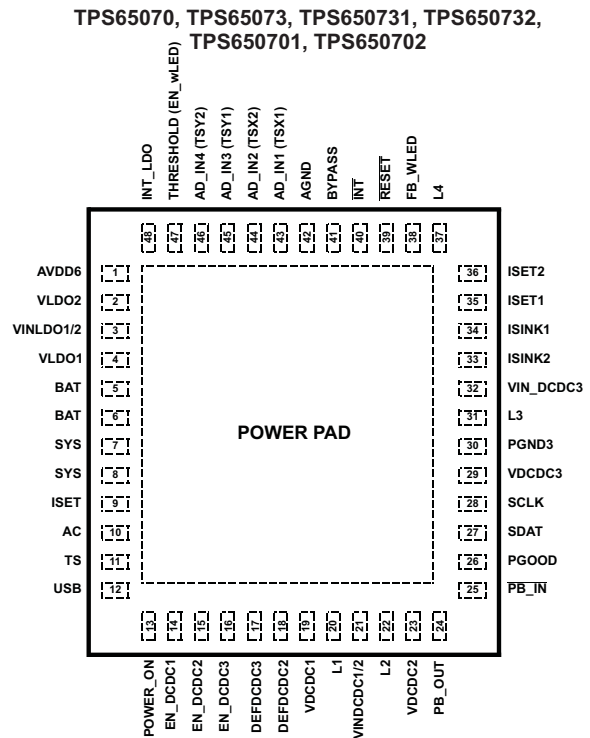 TPS65070, TPS65073, TPS650731, TPS650732,
TPS650701, TPS650702
INT_LDO
THRESHOLD (EN_wLED)
AD_IN4 (TSY2)
AD_IN3 (TSY1)
AD_IN2 (TSX2)
AD_IN1 (TSX1)
AGND
BYPASS
INT
RESET
FB_WLED
L4
48
47
46
45
44
43
42
41
40
39
38
37
AVDD6 1
VLDO2 2
VINLDO1/2 3
VLDO1 4
BAT 5
BAT 6
SYS 7
SYS 8
ISET 9
AC 10
TS 11
USB 12
POWER PAD
36 ISET2
35 ISET1
34 ISINK1
33 ISINK2
32 VIN_DCDC3
31 L3
30 PGND3
29 VDCDC3
28 SCLK
27 SDAT
26 PGOOD
25 PB_IN
13
14
15
16
17
18
19
20
21
22
23
24
POWER_ON
EN_DCDC1
EN_DCDC2
EN_DCDC3
DEFDCDC3
DEFDCDC2
VDCDC1
L1
VINDCDC1/2
L2
VDCDC2
PB_OUT